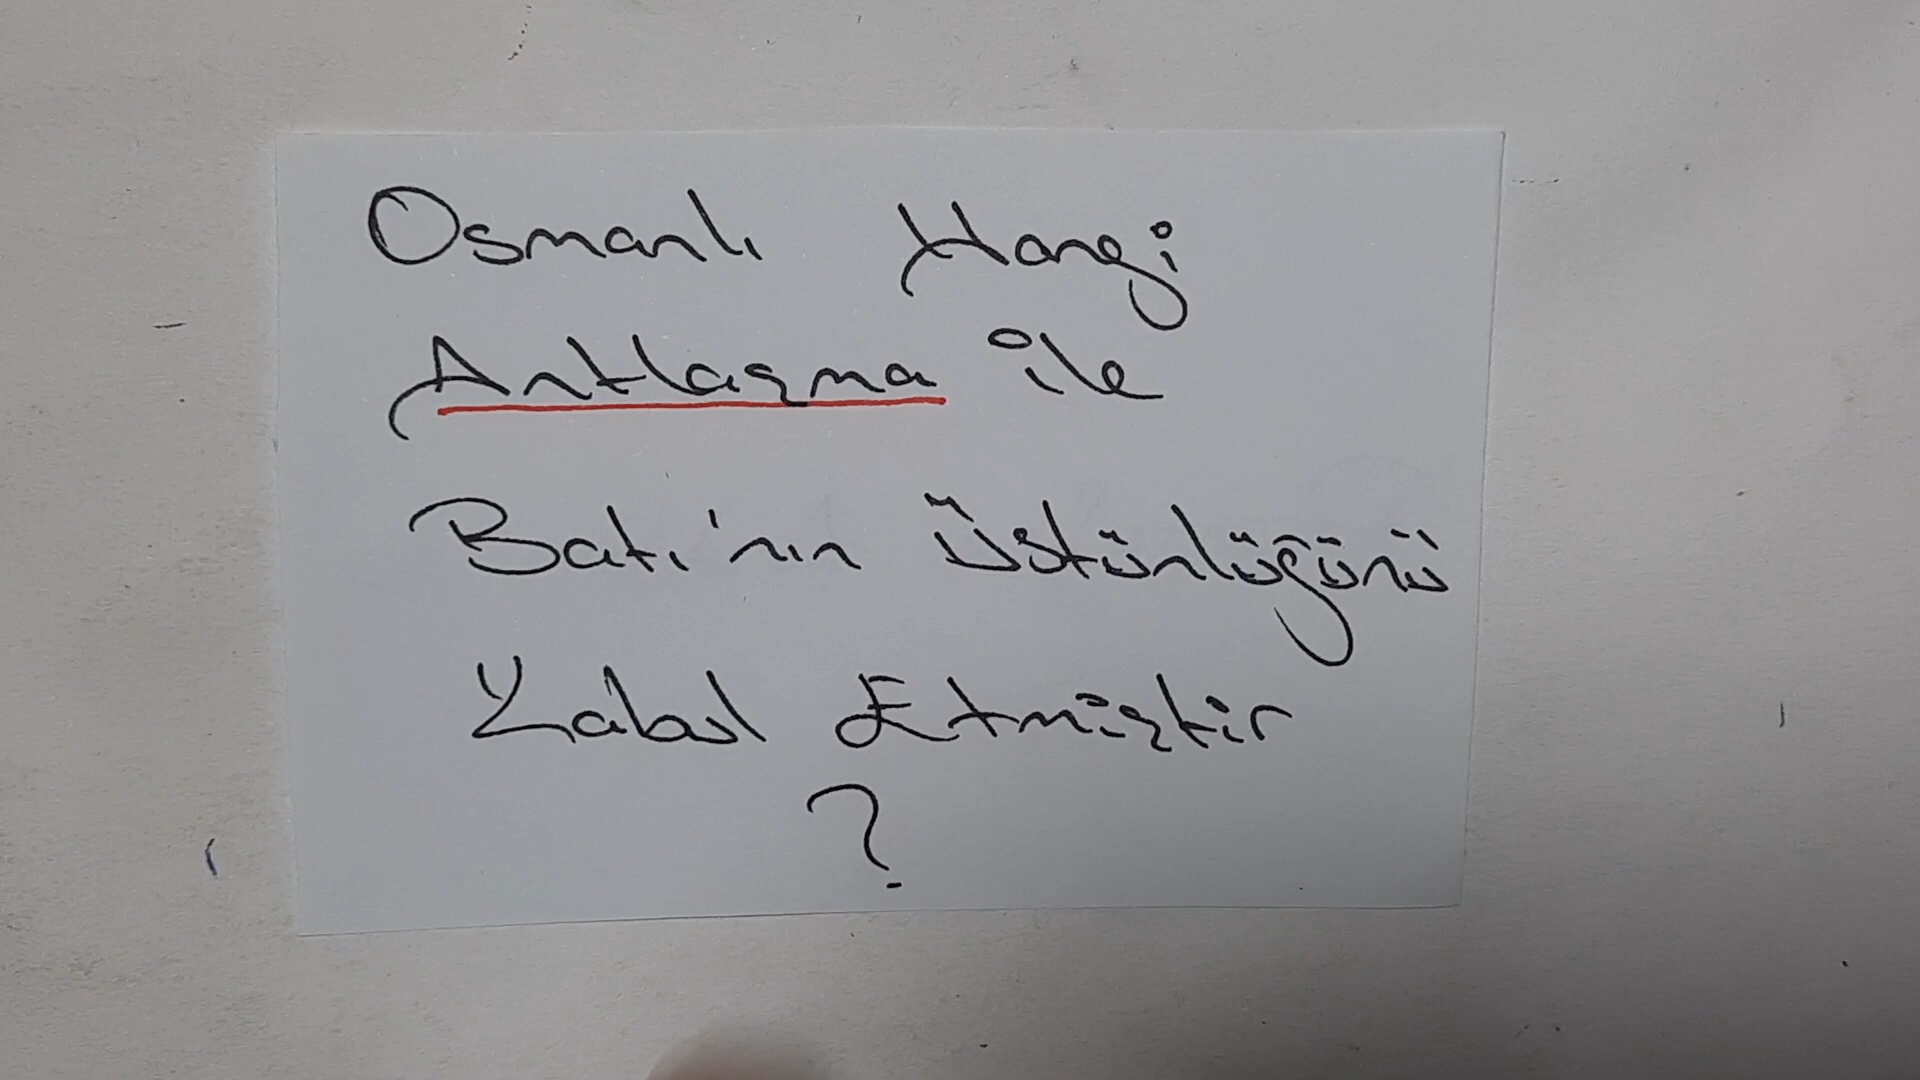 Osmanlı Hangi
Antlaşma ile
Batı'nın Üstünlüğünü
Kabul Etmiştir
?